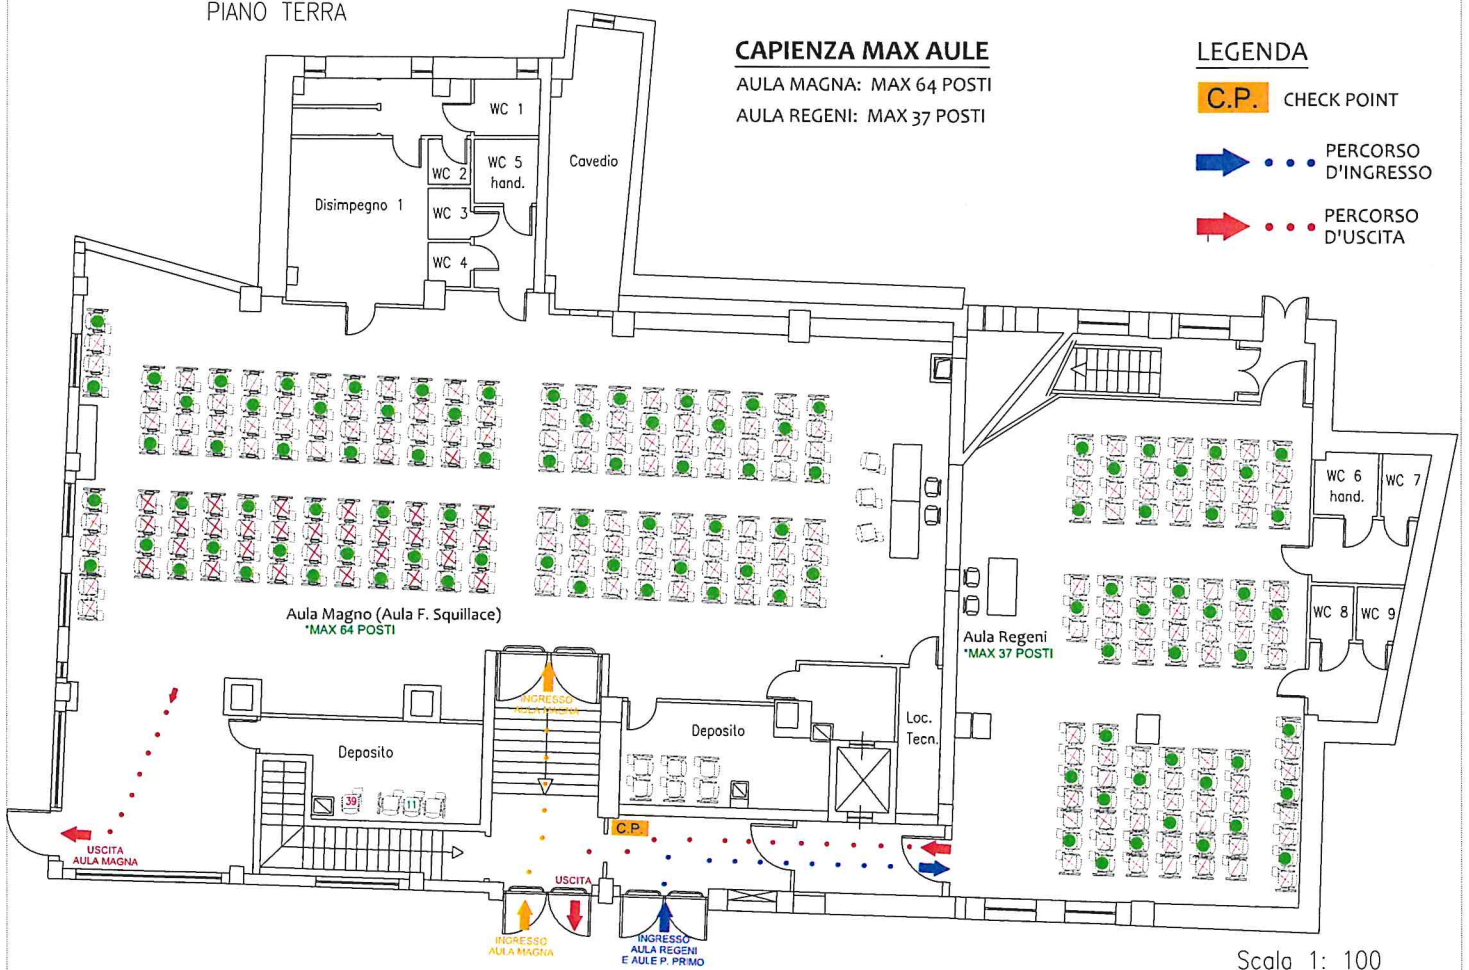 PIANO TERRA
CAPIENZA MAX AULE
AULA MAGNA: MAX 64 POSTI
AULA REGENI: MAX 37 POSTI
LEGENDA
C.P. CHECK POINT
PERCORSO
D'INGRESSO
PERCORSO
D'USCITA
WC 1
WC 2
WC 5
hand.
Cavedio
Disimpegno 1
WC 3
WC 4
WC 6
hand.
WC 7
WC 8
WC 9
Aula Magno (Aula F. Squillace)
*MAX 64 POSTI
Aula Regeni
*MAX 37 POSTI
INGRESSO
AULA MAGNA
Deposito
Deposito
Loc.
Tecn.
39
11
C.P.
USCITA
AULA MAGNA
USCITA
INGRESSO
AULA MAGNA
INGRESSO
AULA REGENI
E AULE P. PRIMO
Scala 1: 100